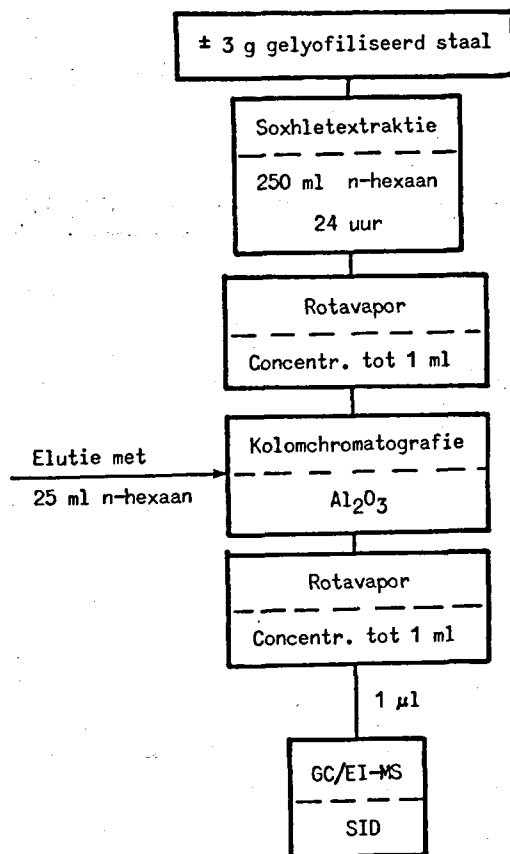 ± 3 g gelyofiliseerd staal
Soxhletextraktie
250 ml n-hexaan
24 uur
Rotavapor
Concentr. tot 1 ml
Elutie met
25 ml n-hexaan
Kolomchromatografie
Al₂O₃
Rotavapor
Concentr. tot 1 ml
1 µl
GC/EI-MS
SID